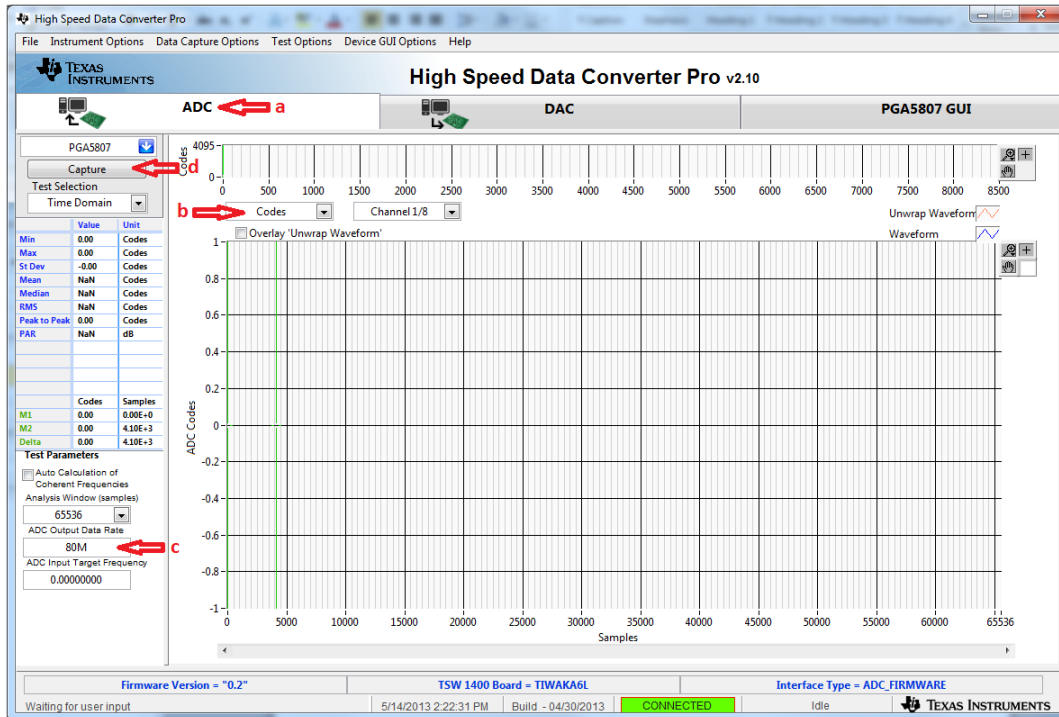 High Speed Data Converter Pro
File Instrument Options Data Capture Options Test Options Device GUI Options Help
TEXAS
INSTRUMENTS
High Speed Data Converter Pro v2.10
ADC a
DAC
PGA5807 GUI
PGA5807
Capture d
Test Selection
Time Domain
Codes
4095
0
0 500 1000 1500 2000 2500 3000 3500 4000 4500 5000 5500 6000 6500 7000 7500 8000 8500
b Codes Channel 1/8
Unwrap Waveform
Overlay 'Unwrap Waveform'
Waveform
Value Unit
Min 0.00 Codes
Max 0.00 Codes
St Dev -0.00 Codes
Mean NaN Codes
Median NaN Codes
RMS NaN Codes
Peak to Peak 0.00 Codes
PAR NaN dB
Codes Samples
M1 0.00 0.00E+0
M2 0.00 4.10E+3
Delta 0.00 4.10E+3
Test Parameters
Auto Calculation of
Coherent Frequencies
Analysis Window (samples)
65536
ADC Output Data Rate
80M c
ADC Input Target Frequency
0.00000000
ADC Codes
1
0.8
0.6
0.4
0.2
0
-0.2
-0.4
-0.6
-0.8
-1
0 5000 10000 15000 20000 25000 30000 35000 40000 45000 50000 55000 60000 65536
Samples
Firmware Version = "0.2"
TSW 1400 Board = TIWAKA6L
Interface Type = ADC_FIRMWARE
Waiting for user input
5/14/2013 2:22:31 PM
Build - 04/30/2013
CONNECTED
Idle
TEXAS INSTRUMENTS